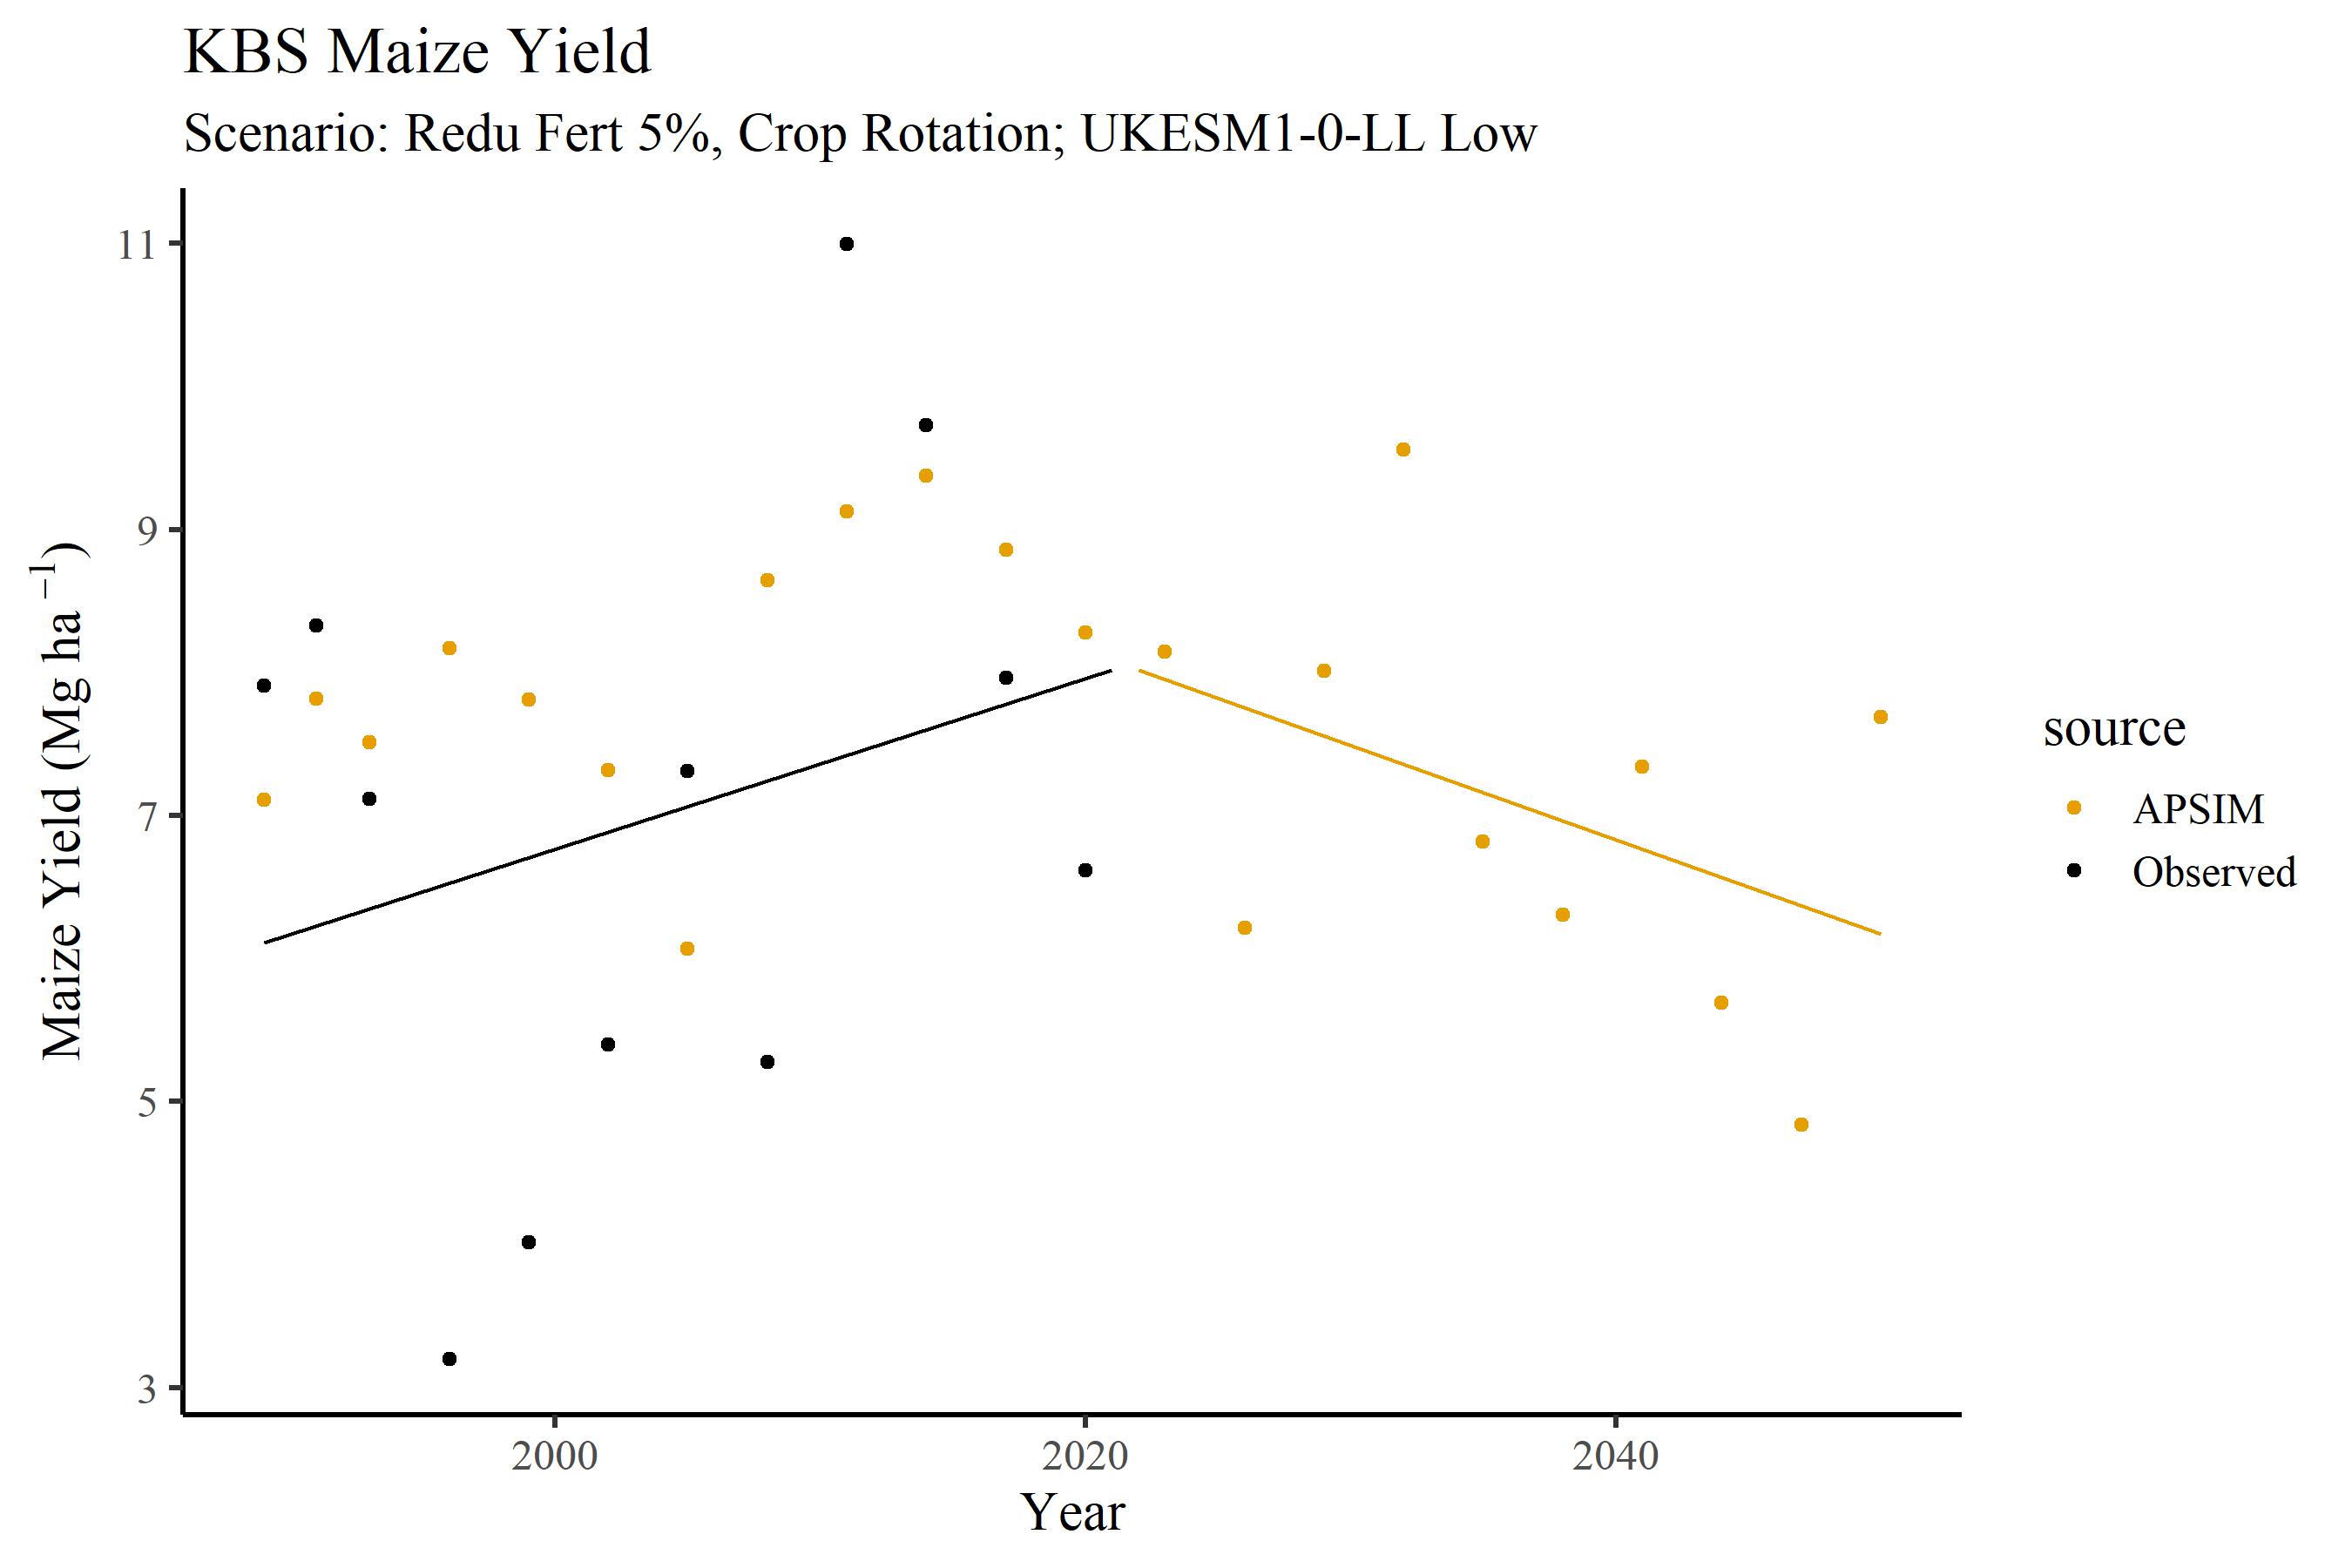 KBS Maize Yield
Scenario: Redu Fert 5%, Crop Rotation; UKESM1-0-LL Low
Maize Yield (Mg ha⁻¹)
11
9
7
5
3
2000
2020
2040
Year
source
APSIM
Observed